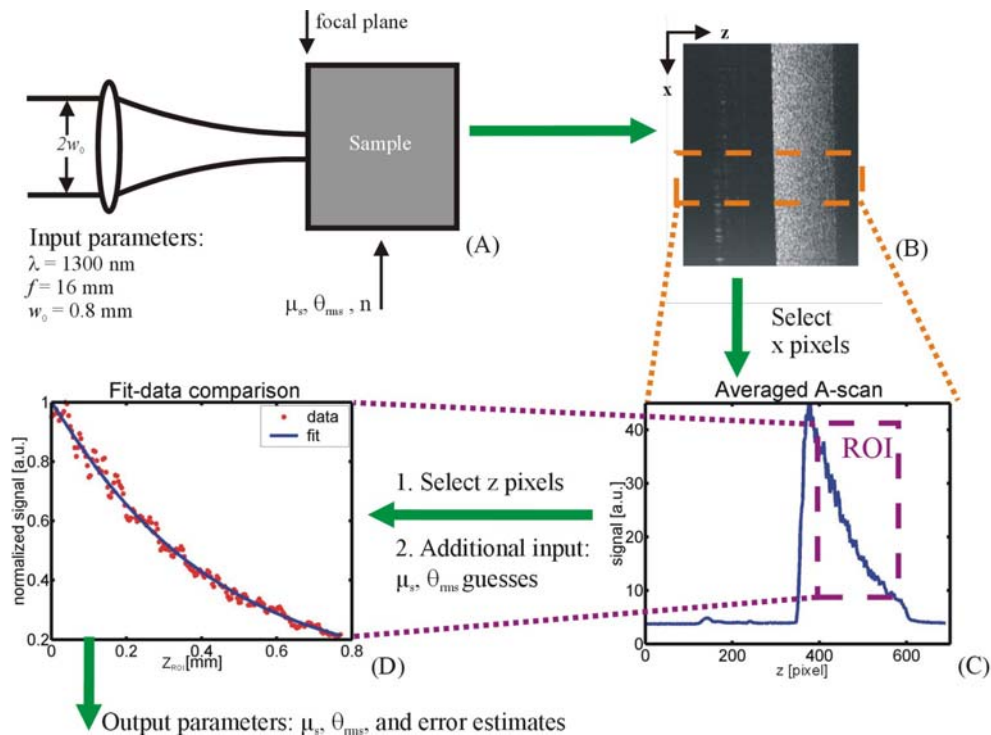 focal plane
2w₀
Sample
(A)
Input parameters:
λ = 1300 nm
f = 16 mm
w₀ = 0.8 mm
μₛ, θrms , n
z
x
(B)
Select
x pixels
Fit-data comparison
data
fit
normalized signal [a.u.]
1
0.8
0.6
0.4
0.2
0
0.2
0.4
0.6
0.8
ZROI[mm]
(D)
1. Select z pixels
2. Additional input:
μₛ, θrms guesses
Averaged A-scan
ROI
signal [a.u.]
40
30
20
10
0
0
200
400
600
z [pixel]
(C)
Output parameters: μₛ, θrms, and error estimates